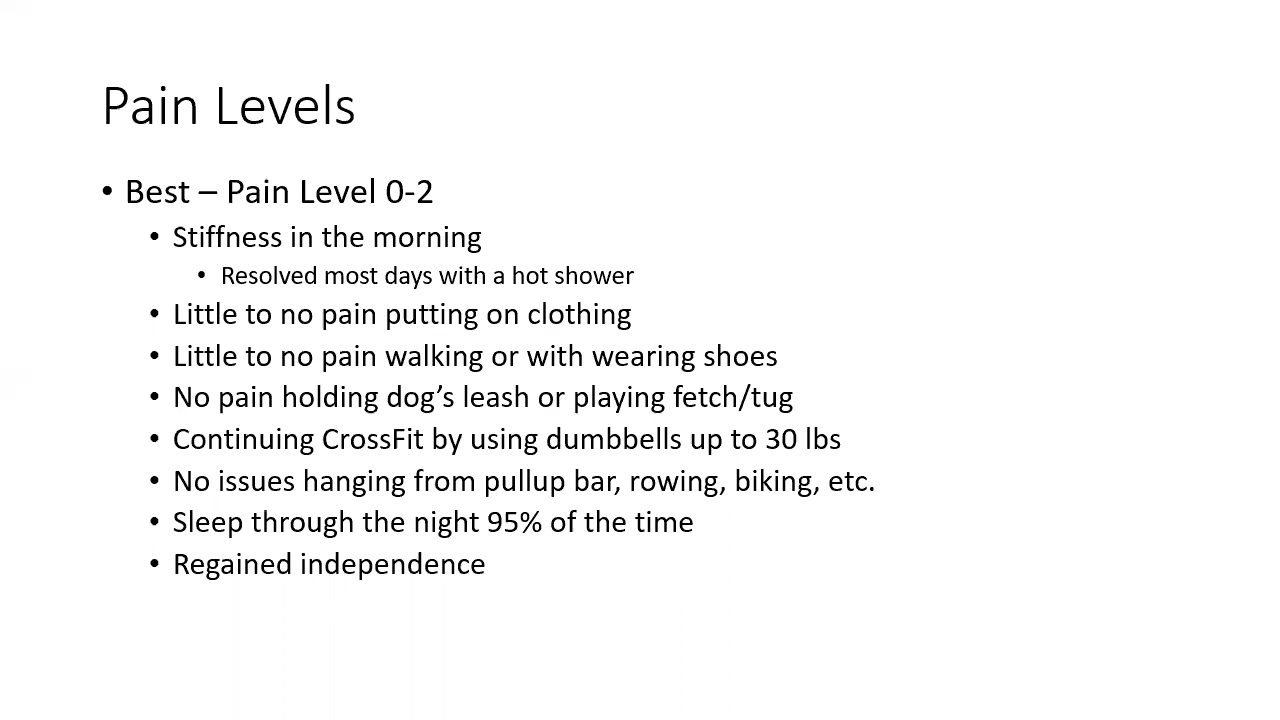 Pain Levels
• Best – Pain Level 0-2
• Stiffness in the morning
• Resolved most days with a hot shower
• Little to no pain putting on clothing
• Little to no pain walking or with wearing shoes
• No pain holding dog’s leash or playing fetch/tug
• Continuing CrossFit by using dumbbells up to 30 lbs
• No issues hanging from pullup bar, rowing, biking, etc.
• Sleep through the night 95% of the time
• Regained independence